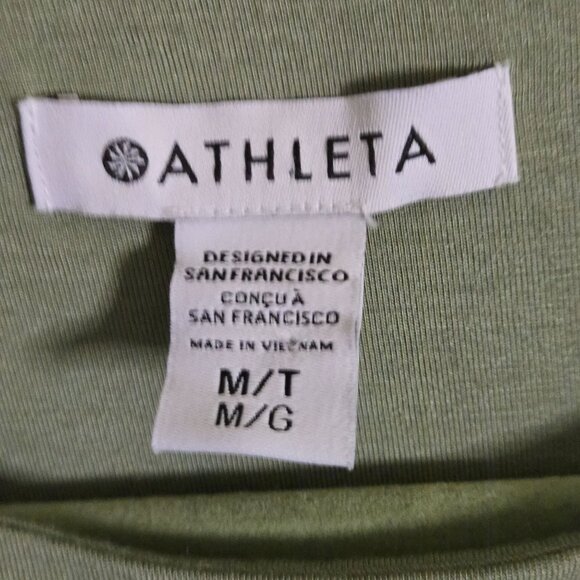 ATHLETA
DESIGNED IN
SAN FRANCISCO
CONÇU À
SAN FRANCISCO
MADE IN VIETNAM
M/T
M/G